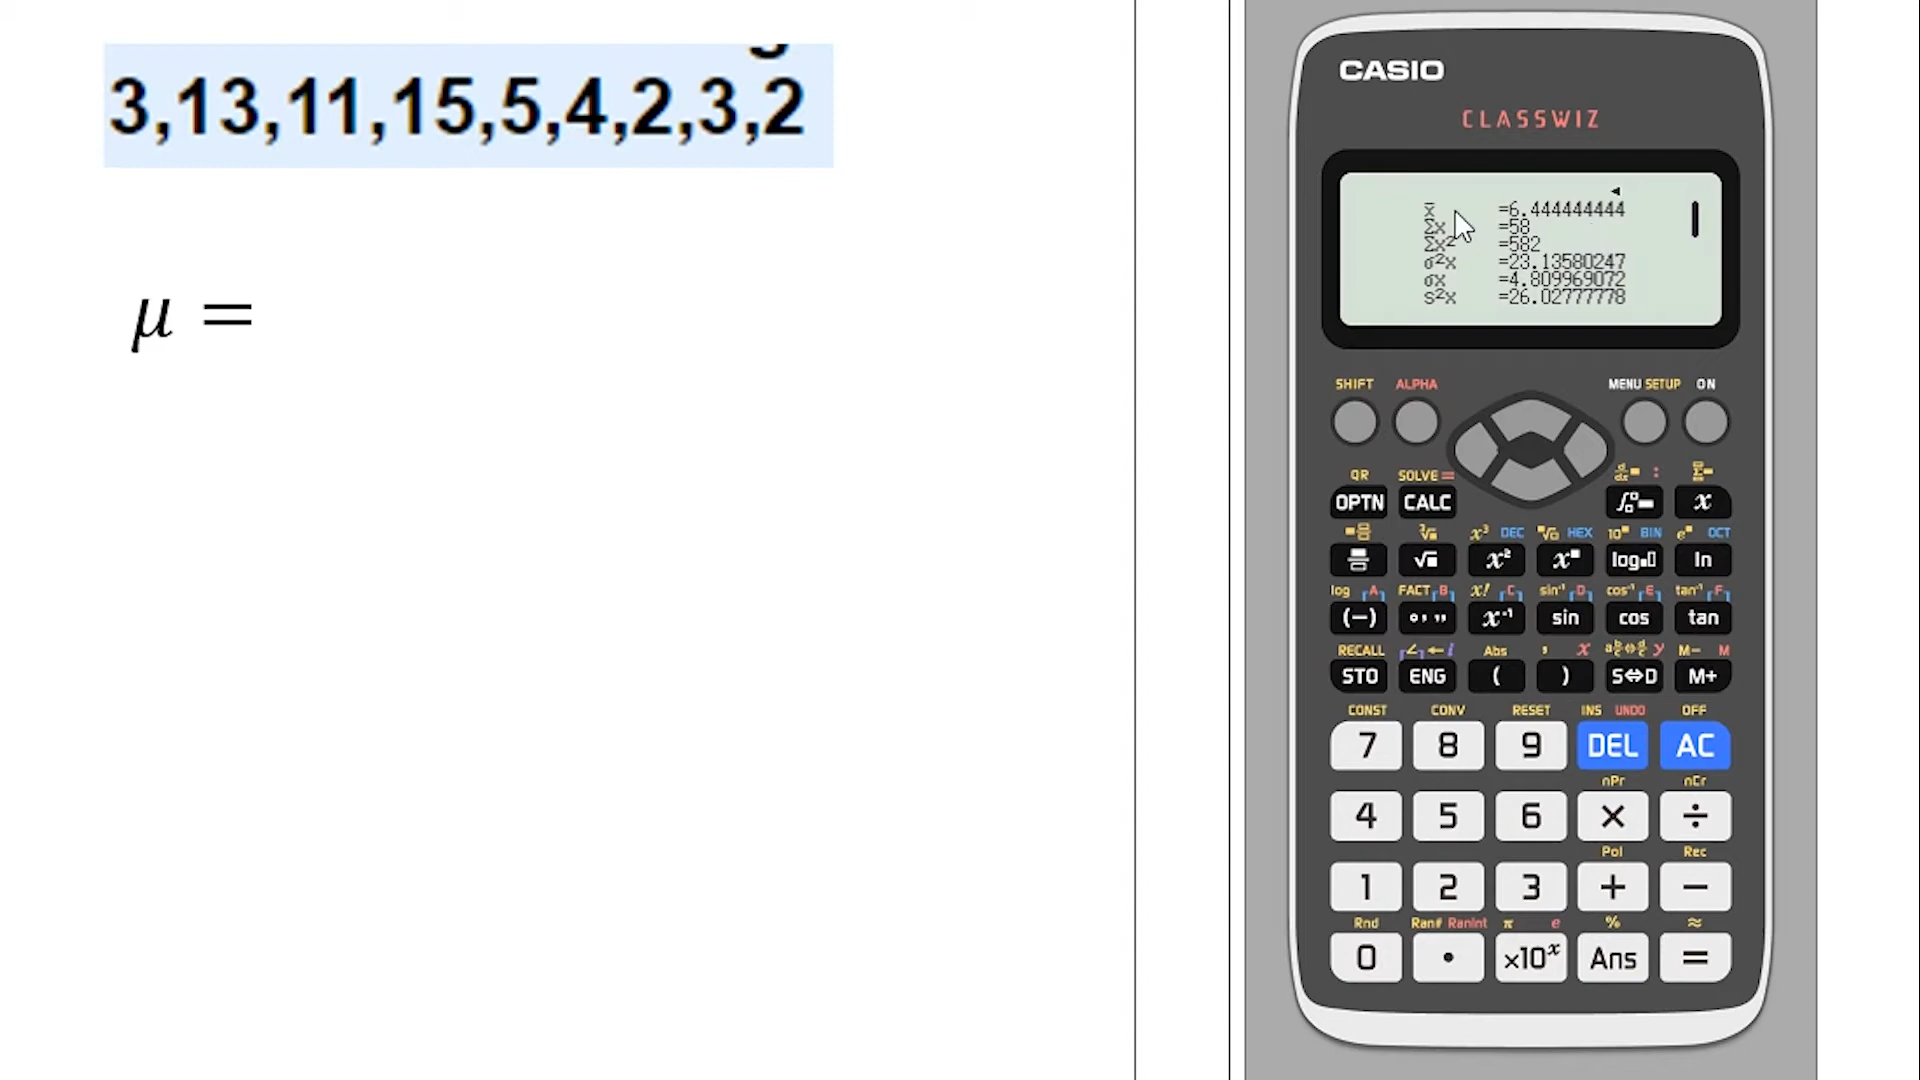 3,13,11,15,5,4,2,3,2
μ =
CASIO
CLASSWIZ
x̄ =6.444444444
Σx =58
Σx² =582
σ²x =23.13580247
σx =4.809969072
s²x =26.02777778
SHIFT ALPHA MENU SETUP ON
QR SOLVE =
OPTN CALC x
x³ DEC HEX 10■ BIN e■ OCT
√■ x² x■ log■▯ ln
log A FACT B x! C sin⁻¹ D cos⁻¹ E tan⁻¹ F
(−) x⁻¹ sin cos tan
RECALL ∠ ← i Abs , x a b/c⇔d/c y M− M
STO ENG ( ) S⇔D M+
CONST CONV RESET INS UNDO OFF
7 8 9 DEL AC
nPr nCr
4 5 6 × ÷
Pol Rec
1 2 3 + −
Rnd Ran# RanInt π e % ≈
0 • ×10ˣ Ans =